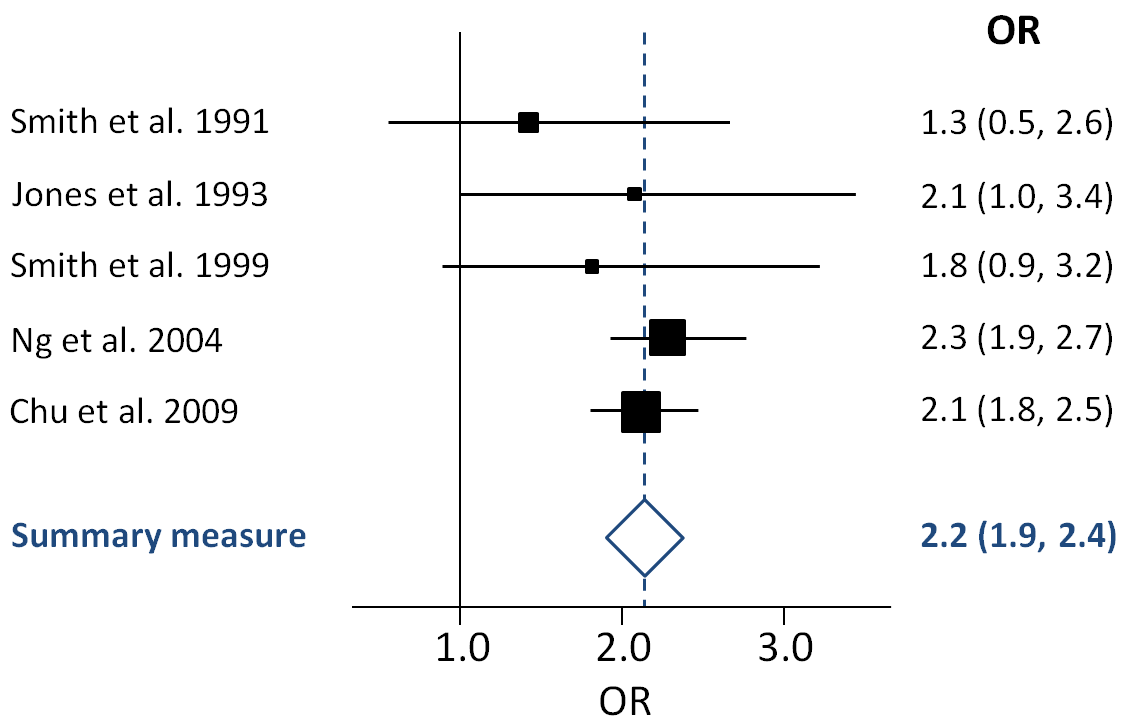 OR
Smith et al. 1991 1.3 (0.5, 2.6)
Jones et al. 1993 2.1 (1.0, 3.4)
Smith et al. 1999 1.8 (0.9, 3.2)
Ng et al. 2004 2.3 (1.9, 2.7)
Chu et al. 2009 2.1 (1.8, 2.5)
Summary measure 2.2 (1.9, 2.4)
1.0 2.0 3.0
OR